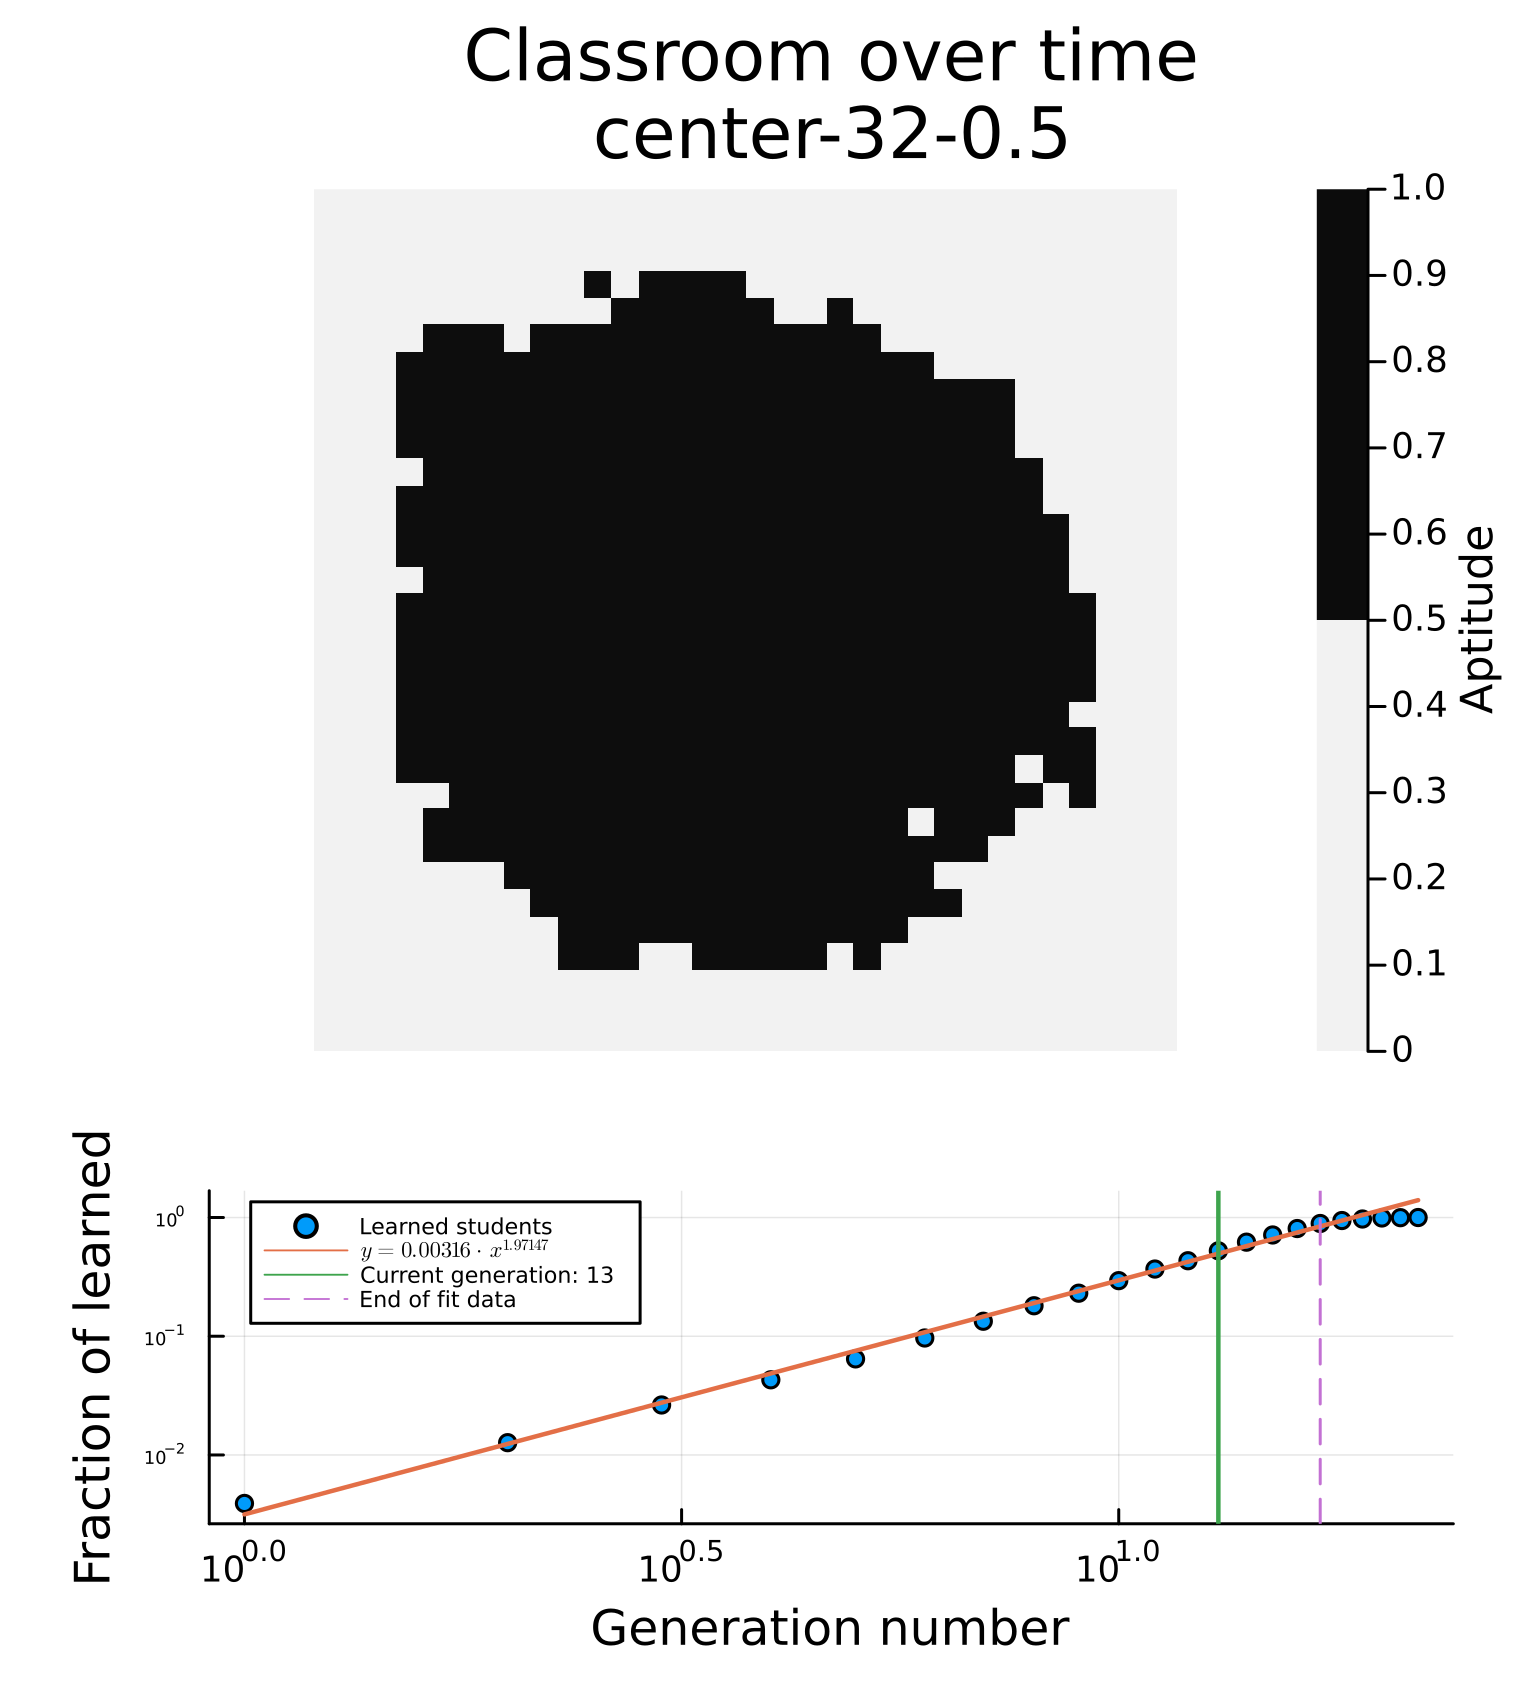 Classroom over time
center-32-0.5
1.0
0.9
0.8
0.7
0.6
0.5
0.4
0.3
0.2
0.1
0
Aptitude
Fraction of learned
10^0
10^−1
10^−2
Learned students
y = 0.00316 · x^1.97147
Current generation: 13
End of fit data
10^0.0
10^0.5
10^1.0
Generation number